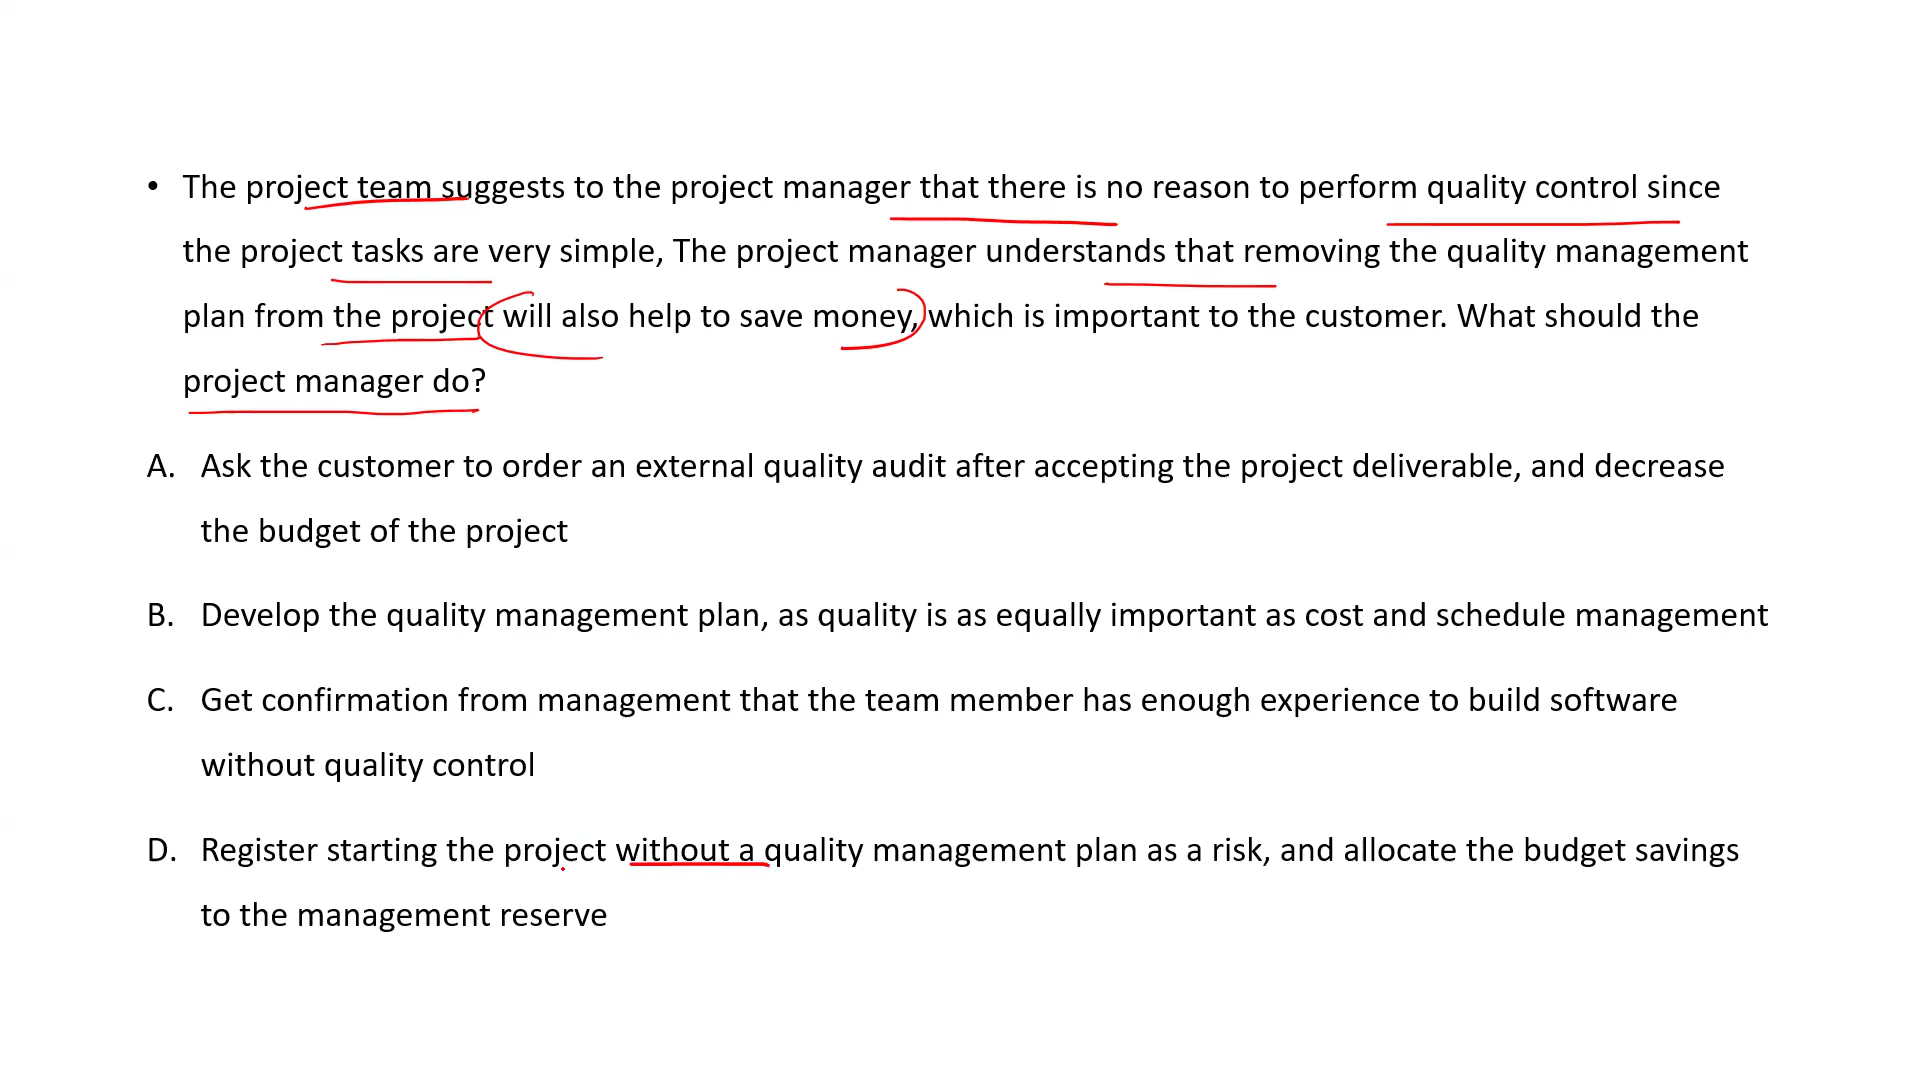 • The project team suggests to the project manager that there is no reason to perform quality control since
the project tasks are very simple, The project manager understands that removing the quality management
plan from the project will also help to save money, which is important to the customer. What should the
project manager do?
A. Ask the customer to order an external quality audit after accepting the project deliverable, and decrease
the budget of the project
B. Develop the quality management plan, as quality is as equally important as cost and schedule management
C. Get confirmation from management that the team member has enough experience to build software
without quality control
D. Register starting the project without a quality management plan as a risk, and allocate the budget savings
to the management reserve